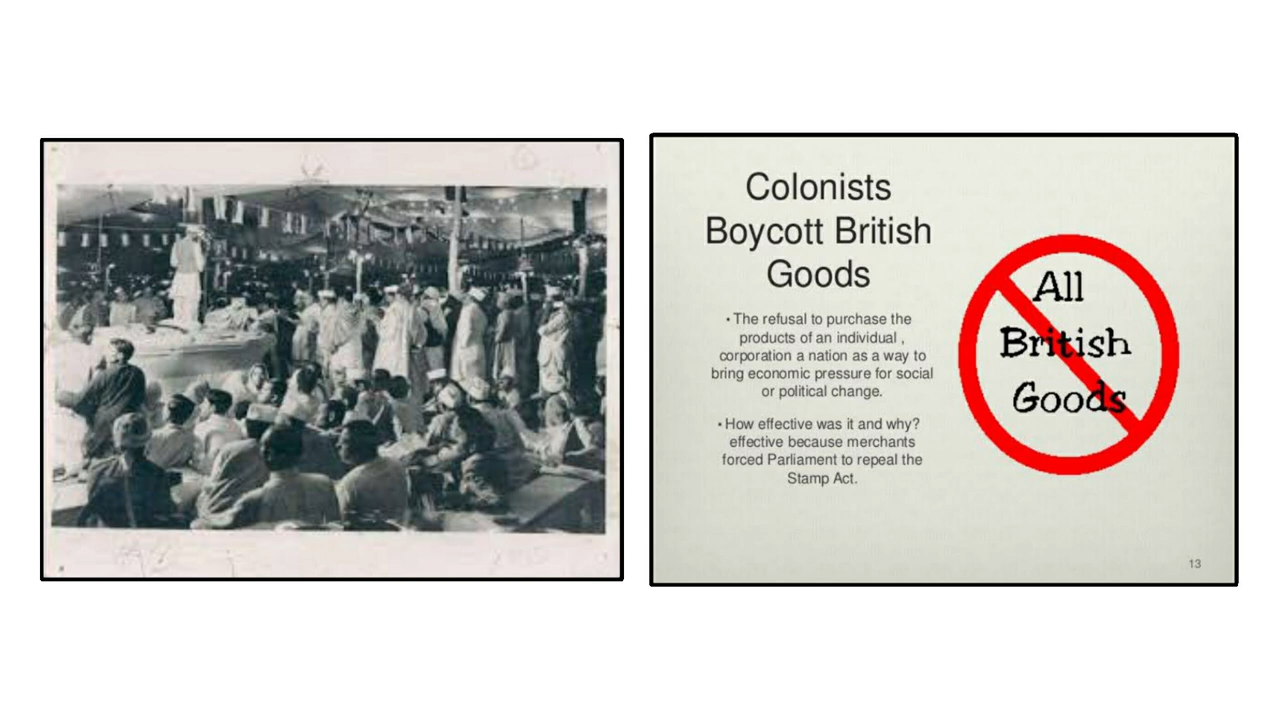 Colonists
Boycott British
Goods
• The refusal to purchase the
products of an individual ,
corporation a nation as a way to
bring economic pressure for social
or political change.
• How effective was it and why?
effective because merchants
forced Parliament to repeal the
Stamp Act.
All
British
Goods
13